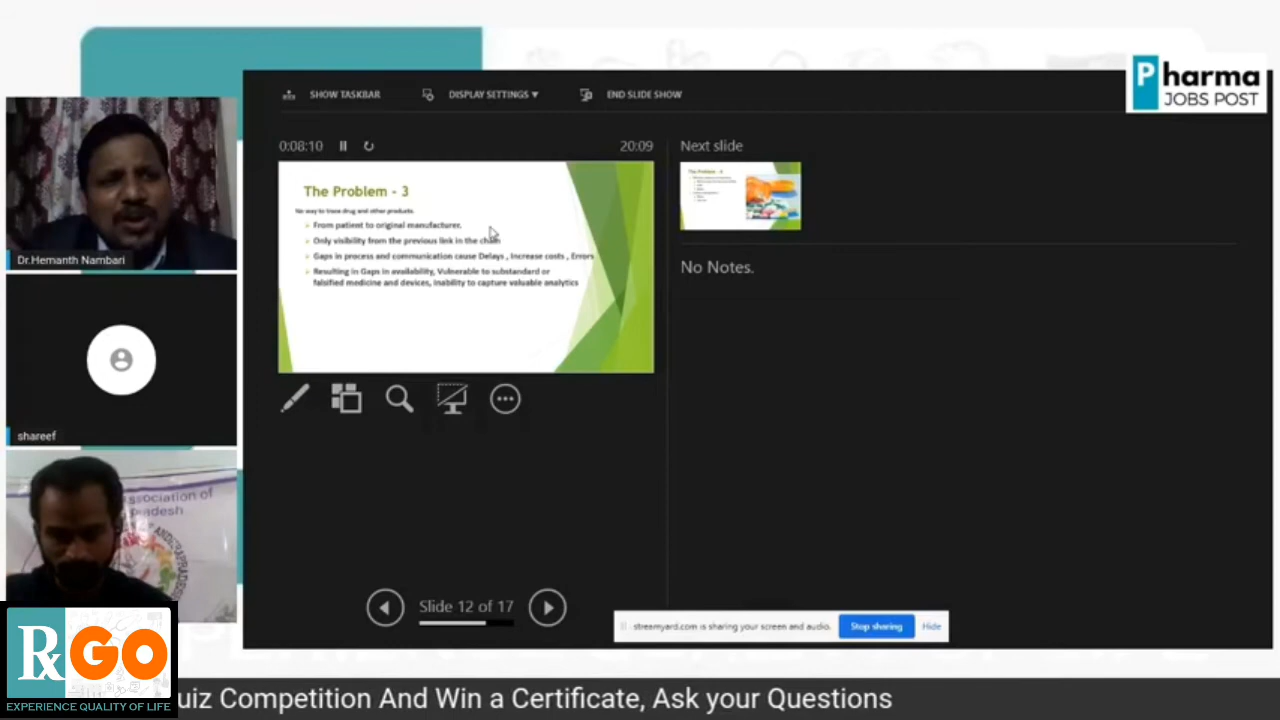 Pharma
JOBS POST
SHOW TASKBAR
DISPLAY SETTINGS ▼
END SLIDE SHOW
0:08:10
20:09
Next slide
The Problem - 3
No way to trace drug and other products.
From patient to original manufacturer.
Only visibility from the previous link in the chain
Gaps in process and communication cause Delays , Increase costs , Errors
Resulting in Gaps in availability, Vulnerable to substandard or
falsified medicine and devices, Inability to capture valuable analytics
No Notes.
Dr.Hemanth Nambari
shareef
ssociation of
radesh
Slide 12 of 17
streemyard.com is sharing your screen and audio.
Stop sharing
Hide
Rx GO
EXPERIENCE QUALITY OF LIFE
uiz Competition And Win a Certificate, Ask your Questions